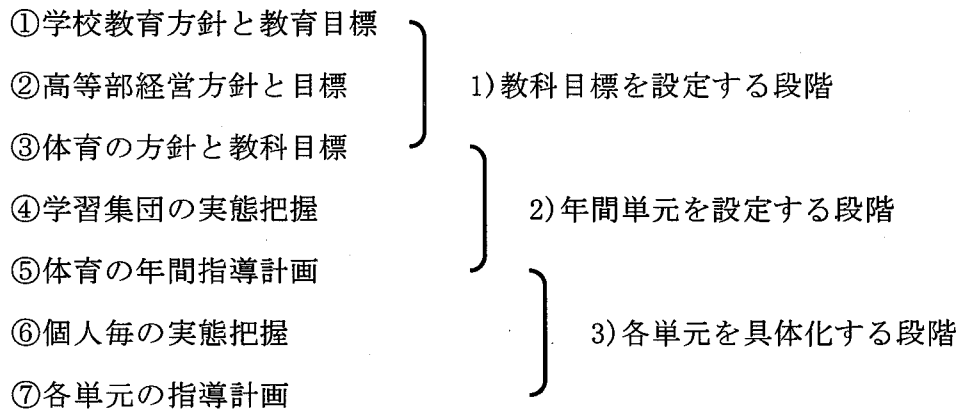 ①学校教育方針と教育目標
②高等部経営方針と目標 1)教科目標を設定する段階
③体育の方針と教科目標
④学習集団の実態把握 2)年間単元を設定する段階
⑤体育の年間指導計画
⑥個人毎の実態把握 3)各単元を具体化する段階
⑦各単元の指導計画